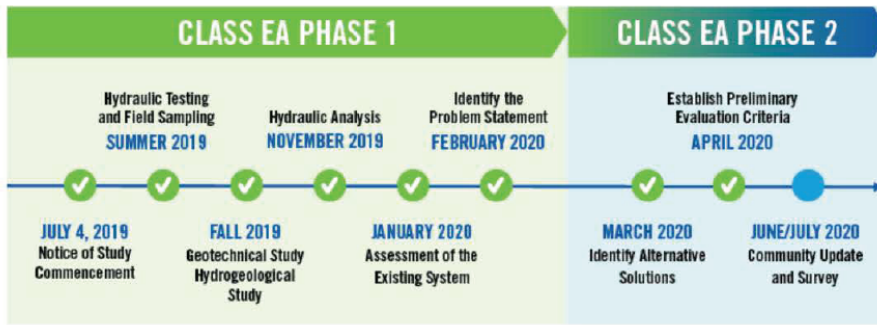 CLASS EA PHASE 1
CLASS EA PHASE 2
Hydraulic Testing
and Field Sampling
SUMMER 2019
Hydraulic Analysis
NOVEMBER 2019
Identify the
Problem Statement
FEBRUARY 2020
Establish Preliminary
Evaluation Criteria
APRIL 2020
JULY 4, 2019
Notice of Study
Commencement
FALL 2019
Geotechnical Study
Hydrogeological
Study
JANUARY 2020
Assessment of the
Existing System
MARCH 2020
Identify Alternative
Solutions
JUNE/JULY 2020
Community Update
and Survey